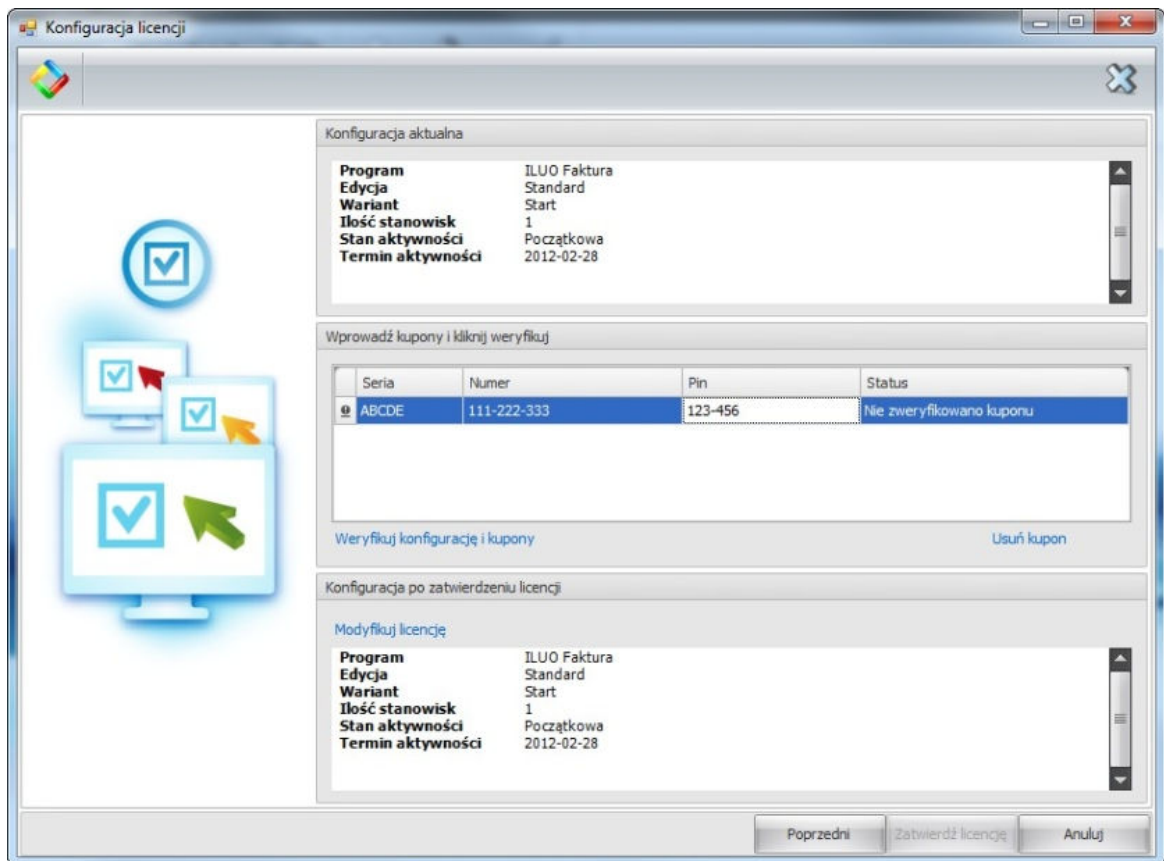 Konfiguracja licencji
Konfiguracja aktualna
Program ILUO Faktura
Edycja Standard
Wariant Start
Ilość stanowisk 1
Stan aktywności Początkowa
Termin aktywności 2012-02-28
Wprowadź kupony i kliknij weryfikuj
Seria Numer Pin Status
ABCDE 111-222-333 123-456 Nie zweryfikowano kuponu
Weryfikuj konfigurację i kupony Usuń kupon
Konfiguracja po zatwierdzeniu licencji
Modyfikuj licencję
Program ILUO Faktura
Edycja Standard
Wariant Start
Ilość stanowisk 1
Stan aktywności Początkowa
Termin aktywności 2012-02-28
Poprzedni Zatwierdź licencję Anuluj